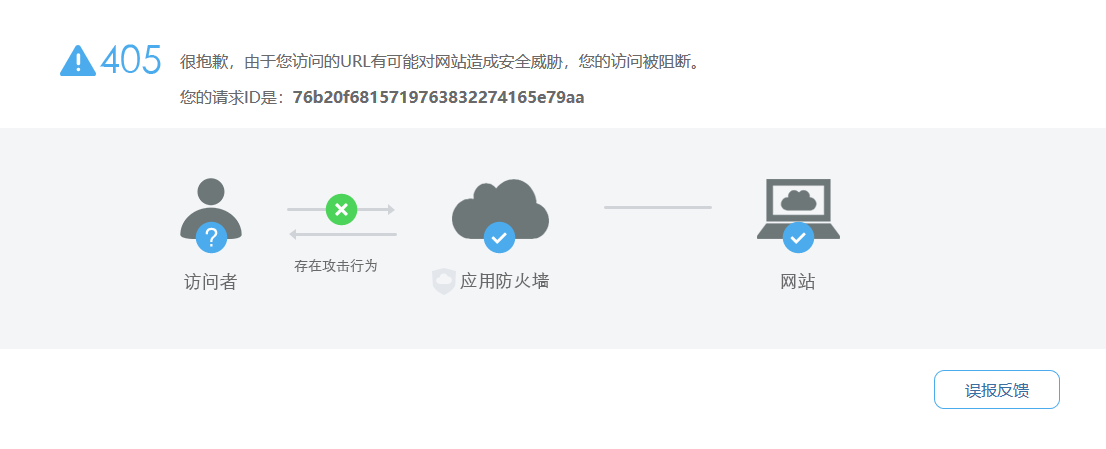 405
很抱歉，由于您访问的URL有可能对网站造成安全威胁，您的访问被阻断。
您的请求ID是：76b20f6815719763832274165e79aa
?
存在攻击行为
访问者
应用防火墙
网站
误报反馈